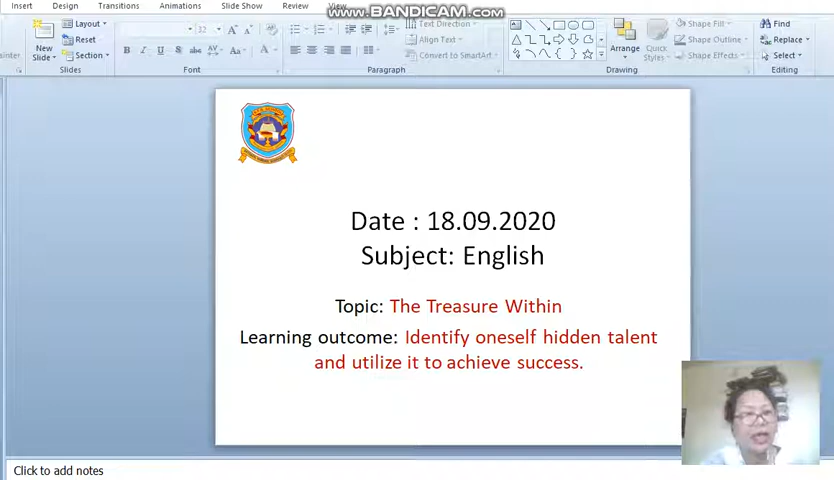 www.BANDICAM.com
Insert Design Transitions Animations Slide Show Review View
Layout Text Direction Shape Fill Find
32
Reset Align Text Shape Outline Replace
New Slide Section Convert to SmartArt Arrange Quick Styles Shape Effects Select
Slides Font Paragraph Drawing Editing
Date : 18.09.2020
Subject: English
Topic: The Treasure Within
Learning outcome: Identify oneself hidden talent
and utilize it to achieve success.
Click to add notes